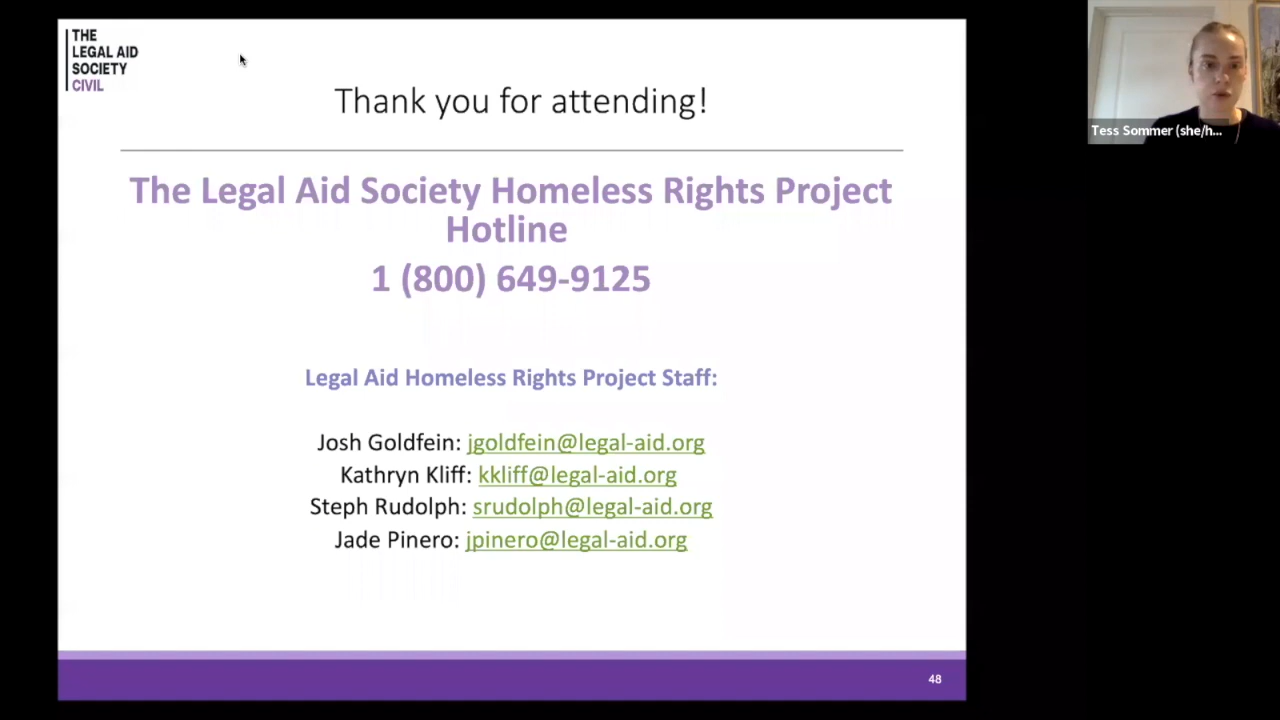 THE
LEGAL AID
SOCIETY
CIVIL
Thank you for attending!
The Legal Aid Society Homeless Rights Project
Hotline
1 (800) 649-9125
Legal Aid Homeless Rights Project Staff:
Josh Goldfein: jgoldfein@legal-aid.org
Kathryn Kliff: kkliff@legal-aid.org
Steph Rudolph: srudolph@legal-aid.org
Jade Pinero: jpinero@legal-aid.org
48
Tess Sommer (she/h...